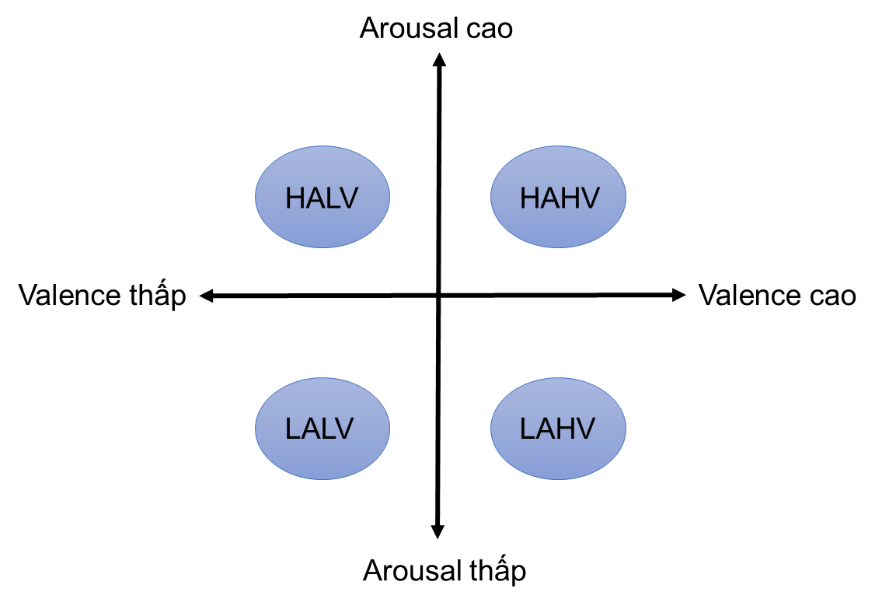 Arousal cao
HALV
HAHV
Valence thấp
Valence cao
LALV
LAHV
Arousal thấp